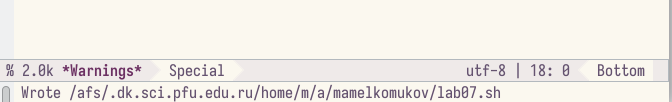 % 2.0k *Warnings* Special utf-8 | 18: 0 Bottom
Wrote /afs/.dk.sci.pfu.edu.ru/home/m/a/mamelkomukov/lab07.sh